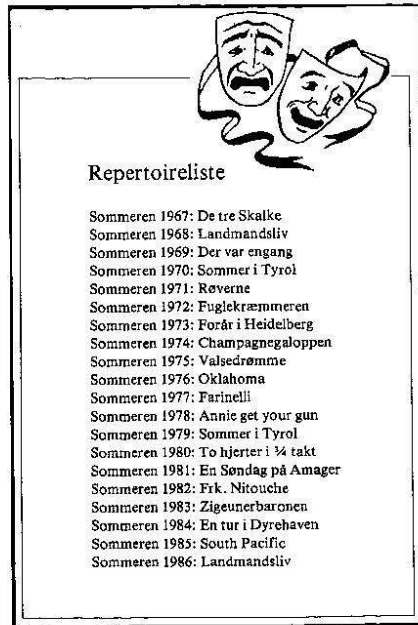 Repertoireliste
Sommeren 1967: De tre Skalke
Sommeren 1968: Landmandsliv
Sommeren 1969: Der var engang
Sommeren 1970: Sommer i Tyrol
Sommeren 1971: Røverne
Sommeren 1972: Fuglekræmmeren
Sommeren 1973: Forår i Heidelberg
Sommeren 1974: Champagnegaloppen
Sommeren 1975: Valsedrømme
Sommeren 1976: Oklahoma
Sommeren 1977: Farinelli
Sommeren 1978: Annie get your gun
Sommeren 1979: Sommer i Tyrol
Sommeren 1980: To hjerter i ¾ takt
Sommeren 1981: En Søndag på Amager
Sommeren 1982: Frk. Nitouche
Sommeren 1983: Zigeunerbaronen
Sommeren 1984: En tur i Dyrehaven
Sommeren 1985: South Pacific
Sommeren 1986: Landmandsliv